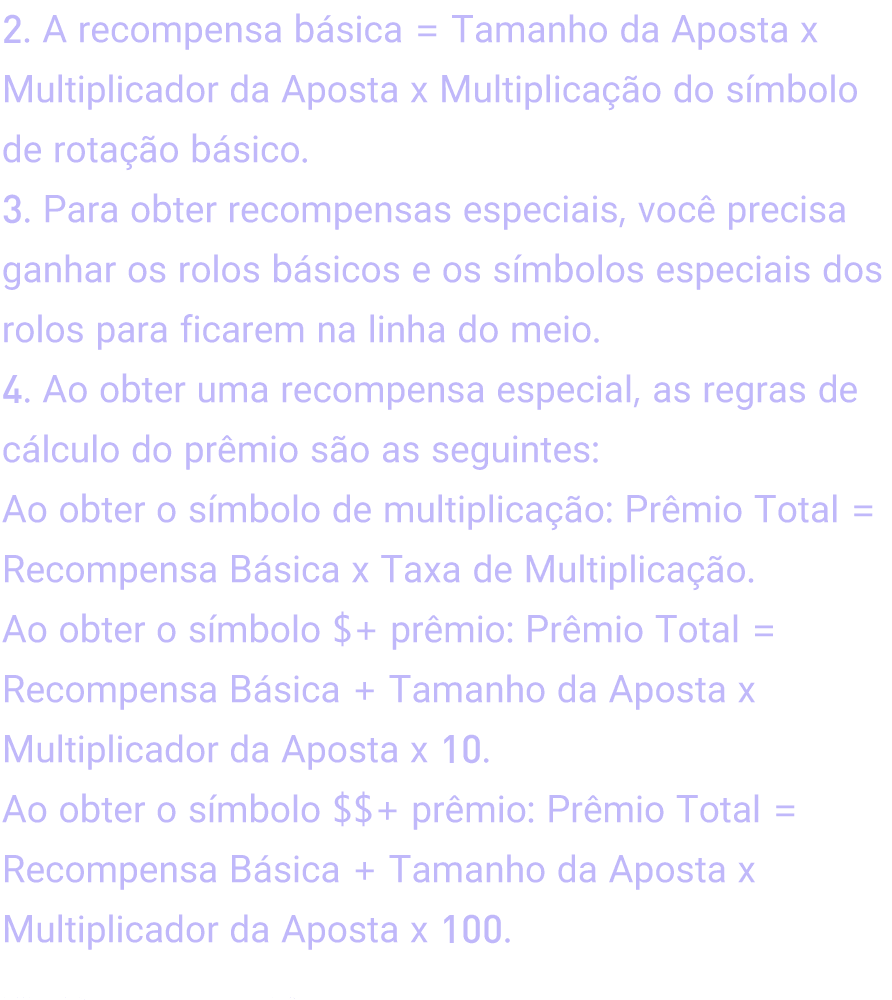 2. A recompensa básica = Tamanho da Aposta x
Multiplicador da Aposta x Multiplicação do símbolo
de rotação básico.
3. Para obter recompensas especiais, você precisa
ganhar os rolos básicos e os símbolos especiais dos
rolos para ficarem na linha do meio.
4. Ao obter uma recompensa especial, as regras de
cálculo do prêmio são as seguintes:
Ao obter o símbolo de multiplicação: Prêmio Total =
Recompensa Básica x Taxa de Multiplicação.
Ao obter o símbolo $+ prêmio: Prêmio Total =
Recompensa Básica + Tamanho da Aposta x
Multiplicador da Aposta x 10.
Ao obter o símbolo $$+ prêmio: Prêmio Total =
Recompensa Básica + Tamanho da Aposta x
Multiplicador da Aposta x 100.